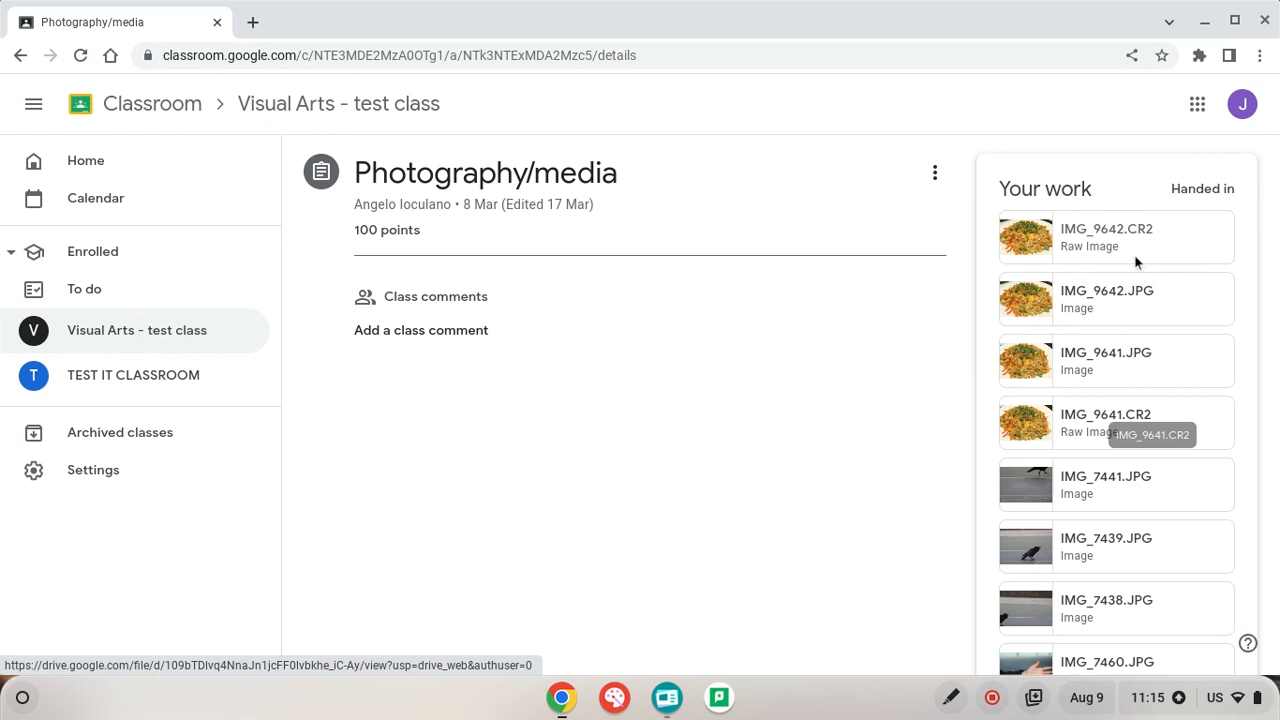 Photography/media
classroom.google.com/c/NTE3MDE2MzA0OTg1/a/NTk3NTExMDA2Mzc5/details
Classroom > Visual Arts - test class
J
Home
Calendar
Enrolled
To do
V Visual Arts - test class
T TEST IT CLASSROOM
Archived classes
Settings
Photography/media
Angelo Ioculano • 8 Mar (Edited 17 Mar)
100 points
Class comments
Add a class comment
Your work Handed in
IMG_9642.CR2
Raw Image
IMG_9642.JPG
Image
IMG_9641.JPG
Image
IMG_9641.CR2
Raw Image
IMG_9641.CR2
IMG_7441.JPG
Image
IMG_7439.JPG
Image
IMG_7438.JPG
Image
IMG_7460.JPG
https://drive.google.com/file/d/109bTDlvq4NnaJn1jcFF0lvbkhe_iC-Ay/view?usp=drive_web&authuser=0
Aug 9 11:15 US